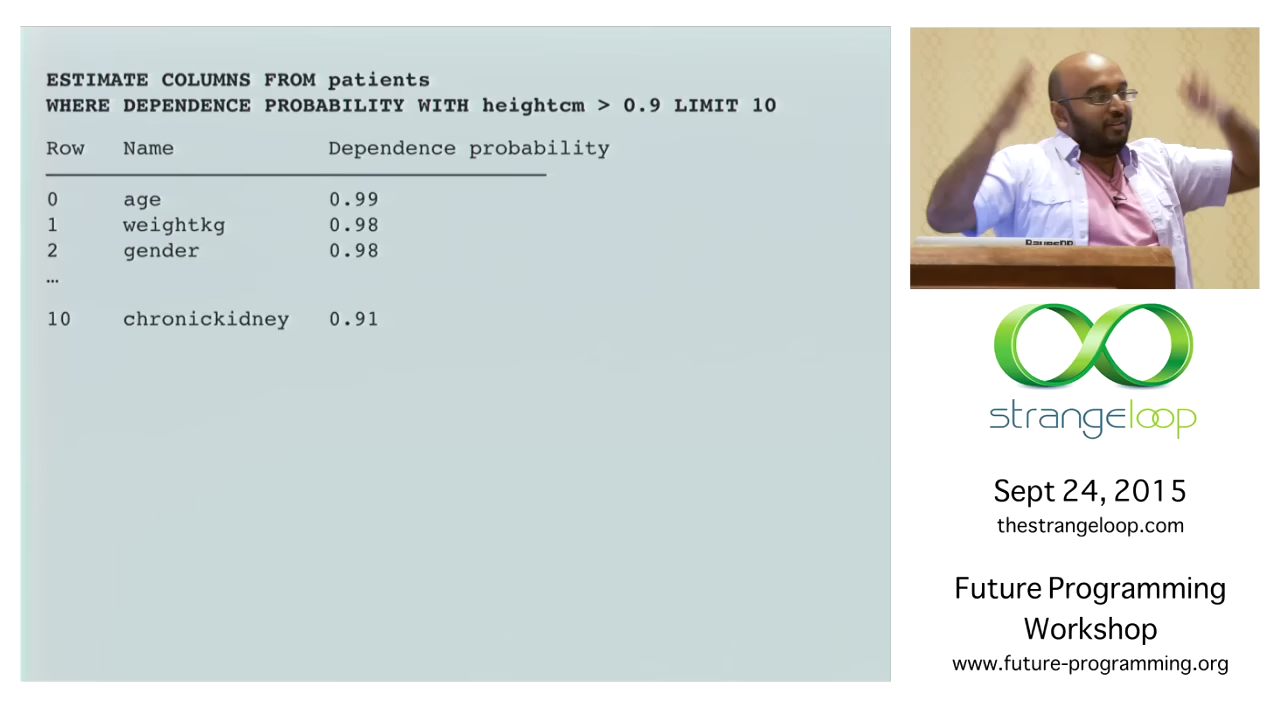 ESTIMATE COLUMNS FROM patients
WHERE DEPENDENCE PROBABILITY WITH heightcm > 0.9 LIMIT 10
Row Name Dependence probability
0 age 0.99
1 weightkg 0.98
2 gender 0.98
…
10 chronickidney 0.91
strangeloop
Sept 24, 2015
thestrangeloop.com
Future Programming
Workshop
www.future-programming.org